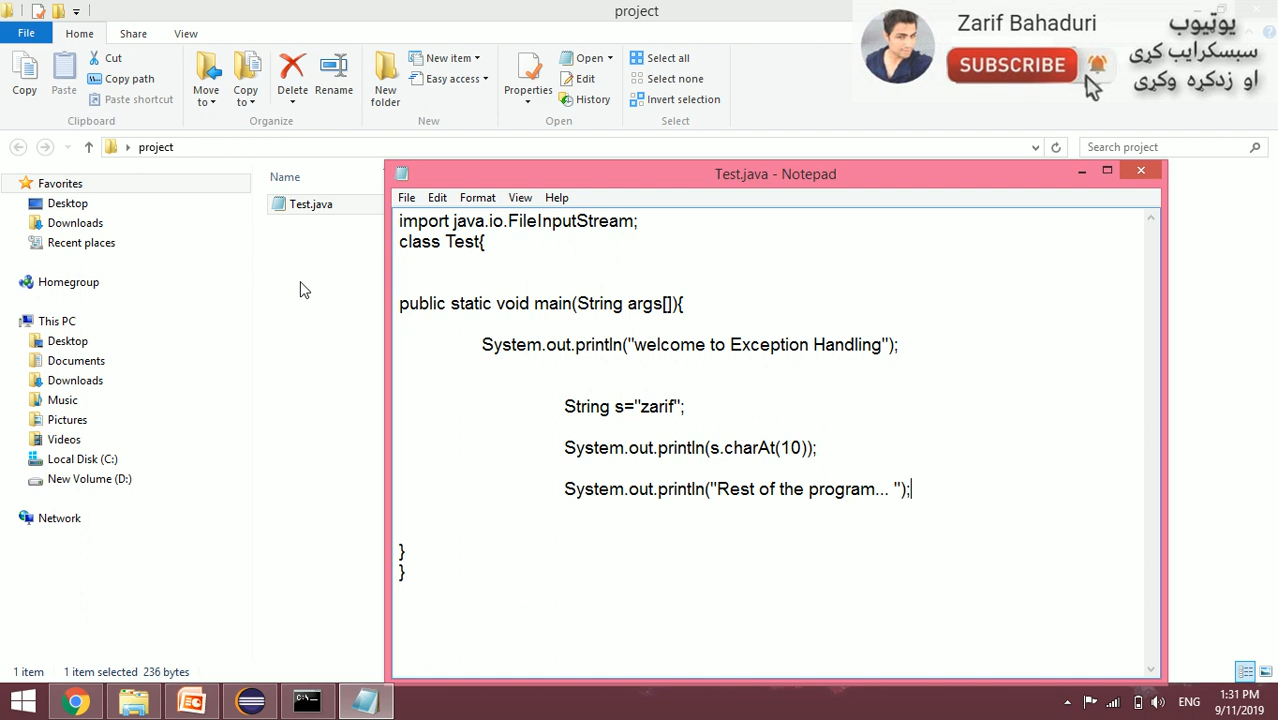 project
File
Home
Share
View
Copy
Paste
Cut
Copy path
Paste shortcut
Clipboard
Move to
Copy to
Delete
Rename
Organize
New folder
New item
Easy access
New
Properties
Open
Edit
History
Open
Select all
Select none
Invert selection
Select
Zarif Bahaduri
SUBSCRIBE
یوټیوب
سبسکرایب کړی
او زدکړه وکړی
project
Search project
Favorites
Desktop
Downloads
Recent places
Homegroup
This PC
Desktop
Documents
Downloads
Music
Pictures
Videos
Local Disk (C:)
New Volume (D:)
Network
Name
Test.java
Test.java - Notepad
File Edit Format View Help
import java.io.FileInputStream;
class Test{
public static void main(String args[]){
System.out.println("welcome to Exception Handling");
String s="zarif";
System.out.println(s.charAt(10));
System.out.println("Rest of the program... ");
}
}
1 item 1 item selected 236 bytes
C:\
ENG
1:31 PM
9/11/2019